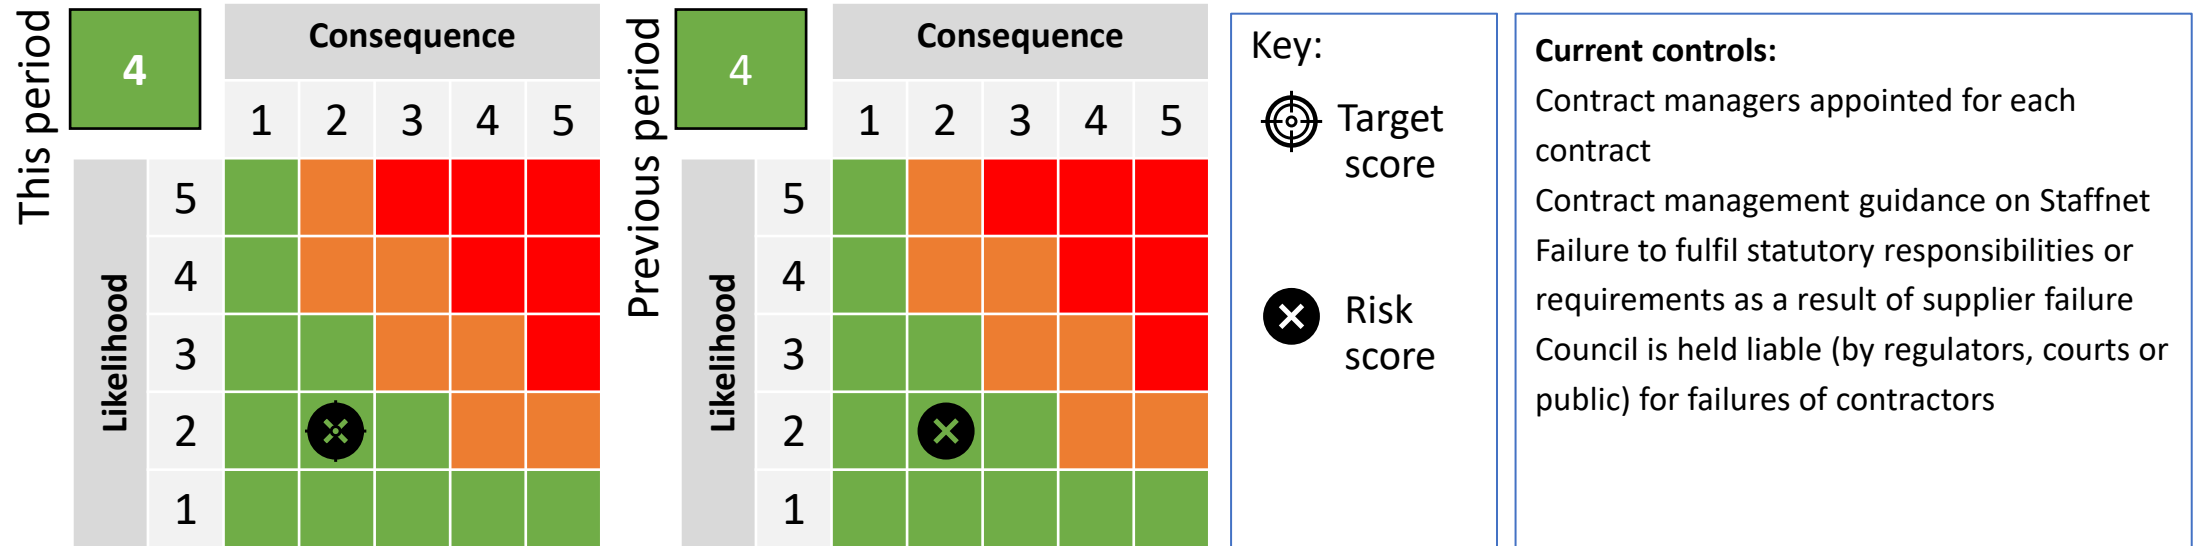 This period
4
Consequence
1 2 3 4 5
Likelihood
5
4
3
2
1
Previous period
4
Consequence
1 2 3 4 5
Likelihood
5
4
3
2
1
Key:
Target
score
Risk
score
Current controls:
Contract managers appointed for each
contract
Contract management guidance on Staffnet
Failure to fulfil statutory responsibilities or
requirements as a result of supplier failure
Council is held liable (by regulators, courts or
public) for failures of contractors